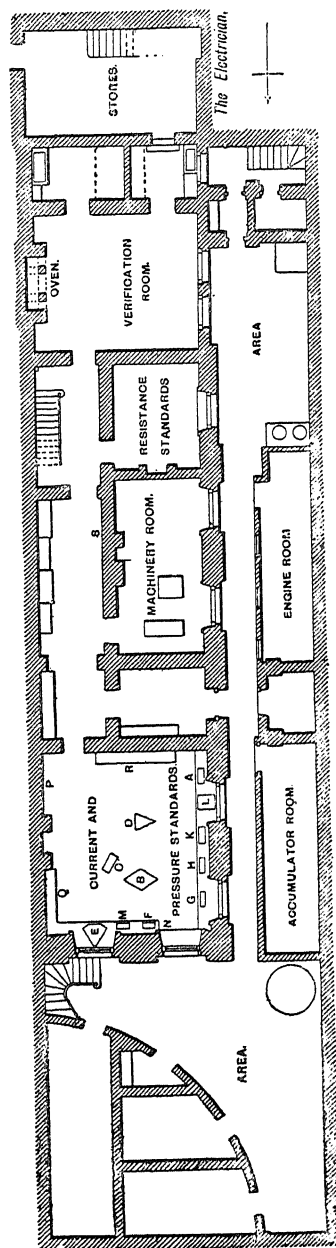 The Electrician,
STORES.
OVEN.
VERIFICATION
ROOM.
AREA
RESISTANCE
STANDARDS
8
MACHINERY ROOM.
ENGINE ROOM
P
R
CURRENT AND
PRESSURE STANDARDS.
D
C
B
Q
A
L
K
H
G
E
M
F
N
ACCUMULATOR ROOM.
AREA.